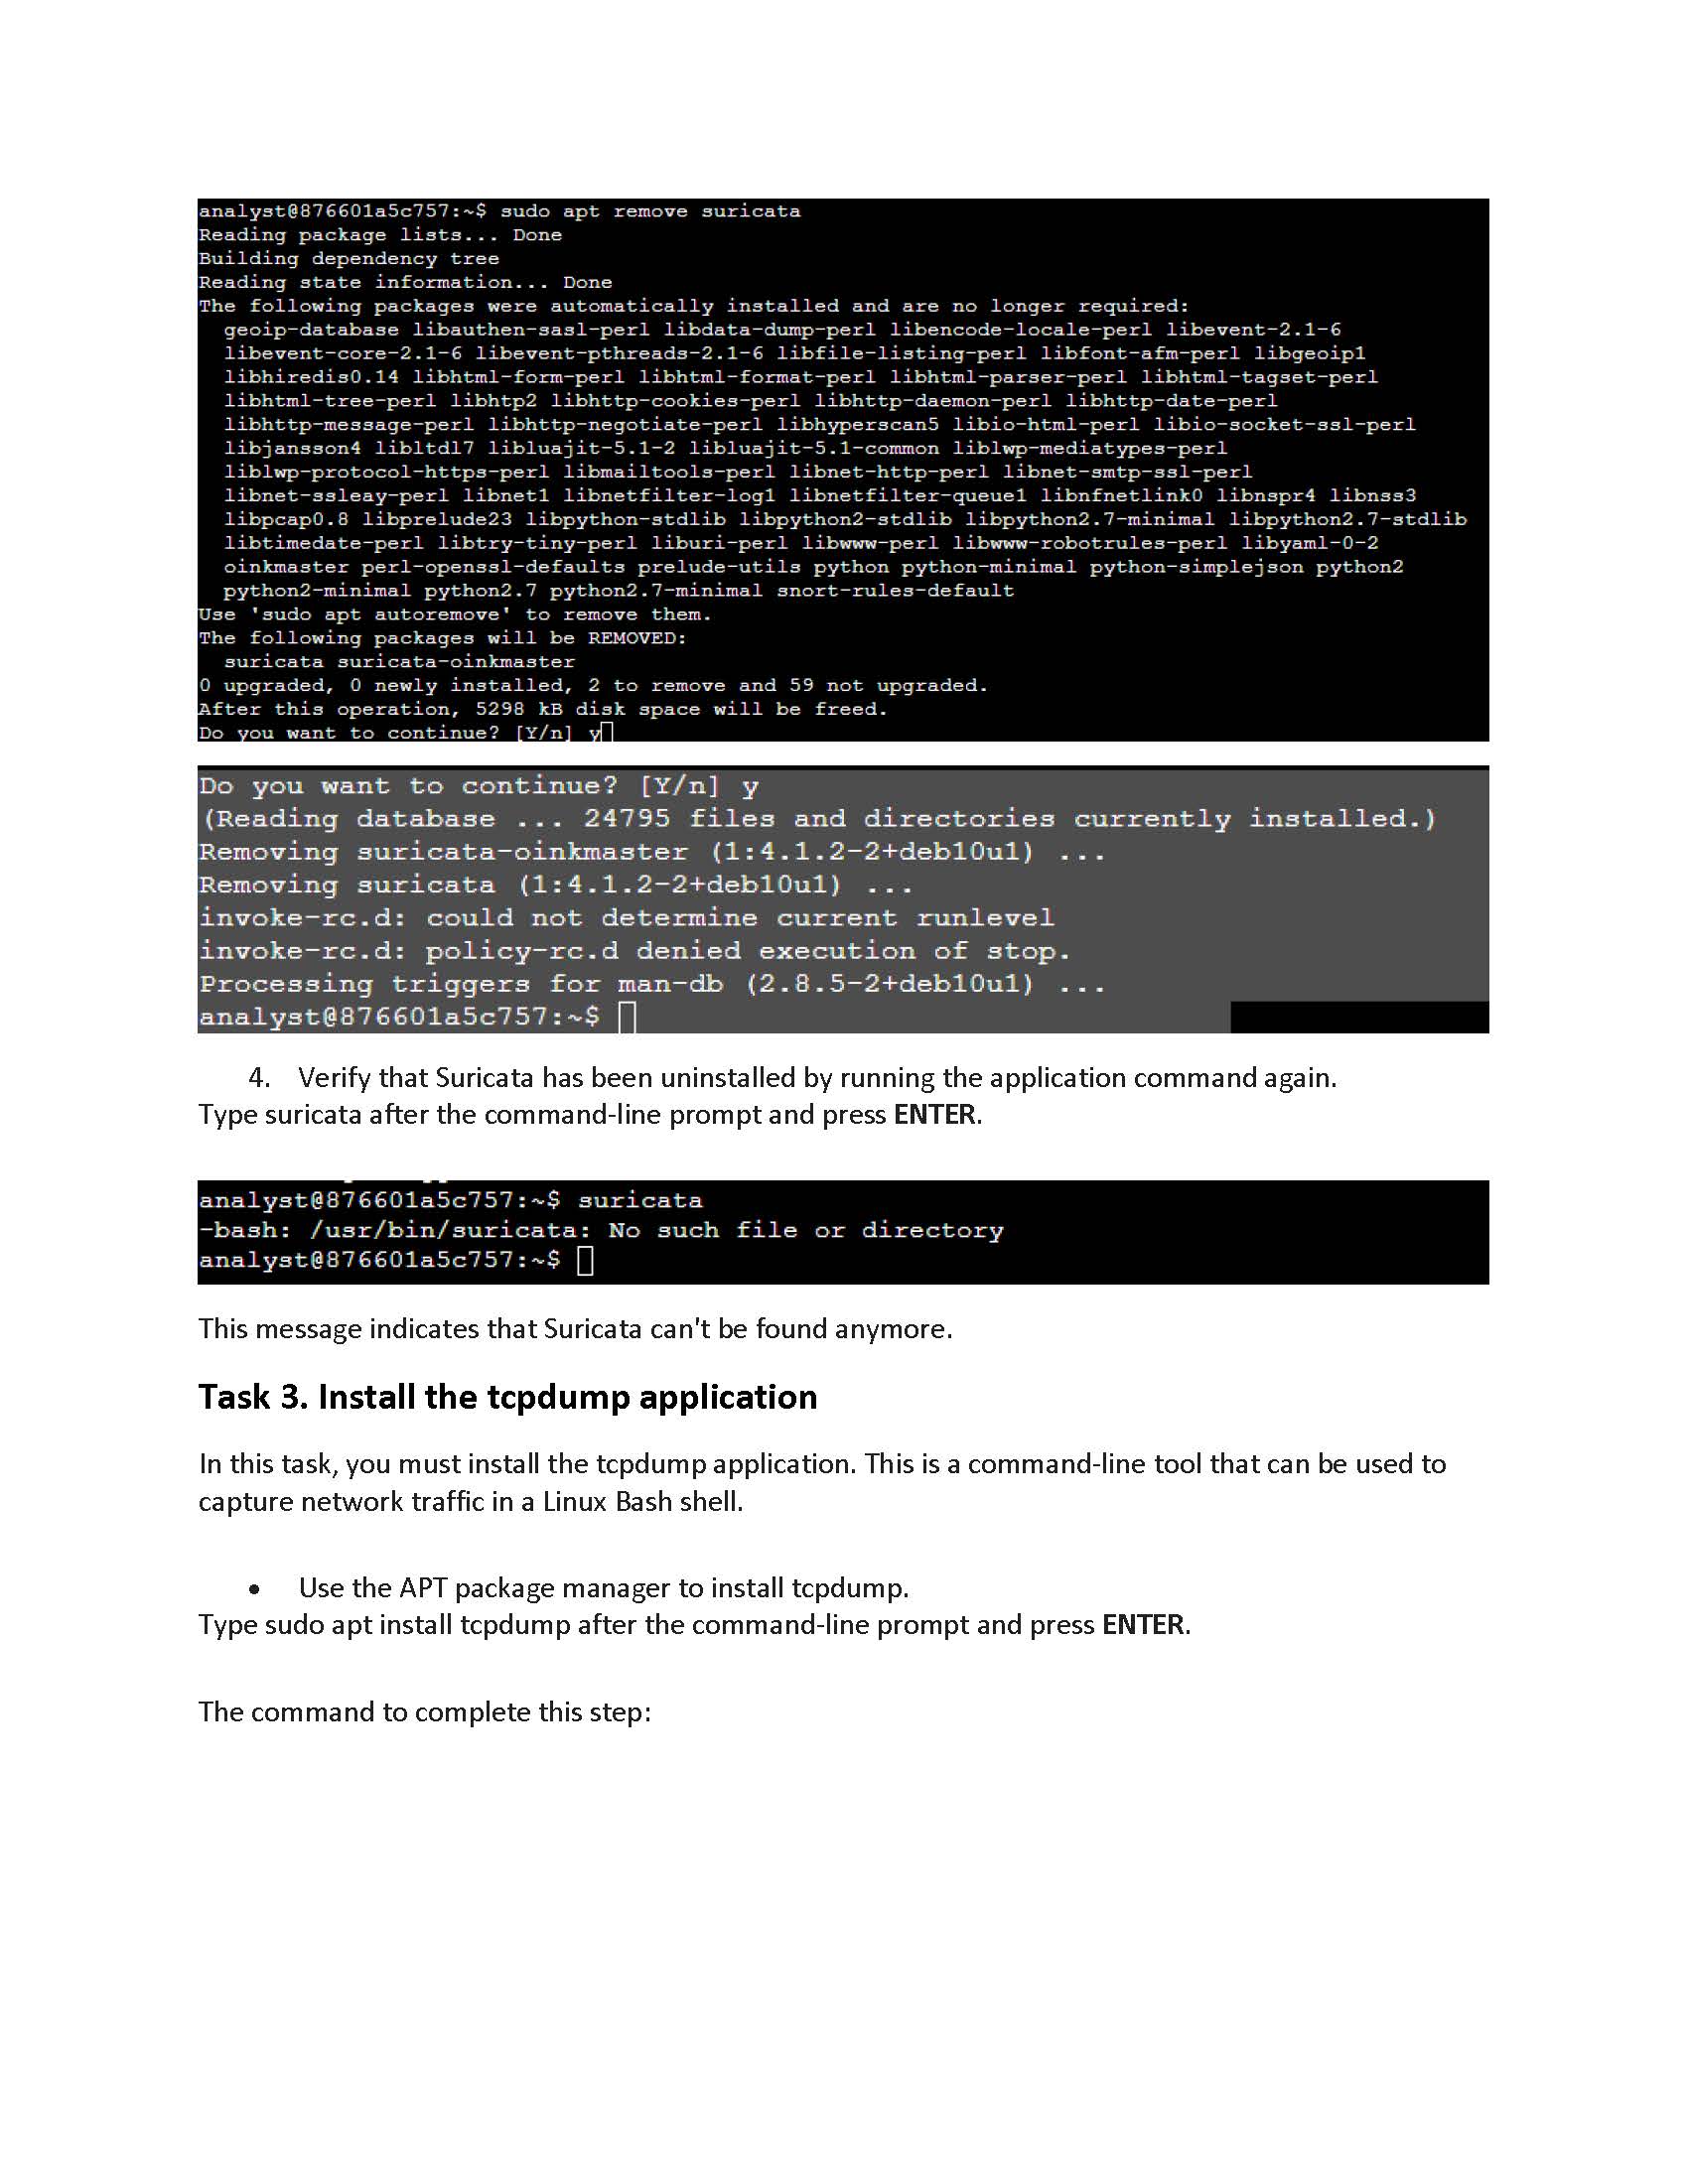 analyst@876601a5c757:~$ sudo apt remove suricata
Reading package lists... Done
Building dependency tree
Reading state information... Done
The following packages were automatically installed and are no longer required:
  geoip-database libauthen-sasl-perl libdata-dump-perl libencode-locale-perl libevent-2.1-6
  libevent-core-2.1-6 libevent-pthreads-2.1-6 libfile-listing-perl libfont-afm-perl libgeoip1
  libhiredis0.14 libhtml-form-perl libhtml-format-perl libhtml-parser-perl libhtml-tagset-perl
  libhtml-tree-perl libhtp2 libhttp-cookies-perl libhttp-daemon-perl libhttp-date-perl
  libhttp-message-perl libhttp-negotiate-perl libhyperscan5 libio-html-perl libio-socket-ssl-perl
  libjansson4 libltdl7 libluajit-5.1-2 libluajit-5.1-common liblwp-mediatypes-perl
  liblwp-protocol-https-perl libmailtools-perl libnet-http-perl libnet-smtp-ssl-perl
  libnet-ssleay-perl libnet1 libnetfilter-log1 libnetfilter-queue1 libnfnetlink0 libnspr4 libnss3
  libpcap0.8 libprelude23 libpython-stdlib libpython2-stdlib libpython2.7-minimal libpython2.7-stdlib
  libtimedate-perl libtry-tiny-perl liburi-perl libwww-perl libwww-robotrules-perl libyaml-0-2
  oinkmaster perl-openssl-defaults prelude-utils python python-minimal python-simplejson python2
  python2-minimal python2.7 python2.7-minimal snort-rules-default
Use 'sudo apt autoremove' to remove them.
The following packages will be REMOVED:
  suricata suricata-oinkmaster
0 upgraded, 0 newly installed, 2 to remove and 59 not upgraded.
After this operation, 5298 kB disk space will be freed.
Do you want to continue? [Y/n] y
Do you want to continue? [Y/n] y
(Reading database ... 24795 files and directories currently installed.)
Removing suricata-oinkmaster (1:4.1.2-2+deb10u1) ...
Removing suricata (1:4.1.2-2+deb10u1) ...
invoke-rc.d: could not determine current runlevel
invoke-rc.d: policy-rc.d denied execution of stop.
Processing triggers for man-db (2.8.5-2+deb10u1) ...
analyst@876601a5c757:~$
4. Verify that Suricata has been uninstalled by running the application command again.
Type suricata after the command-line prompt and press ENTER.
analyst@876601a5c757:~$ suricata
-bash: /usr/bin/suricata: No such file or directory
analyst@876601a5c757:~$
This message indicates that Suricata can't be found anymore.
Task 3. Install the tcpdump application
In this task, you must install the tcpdump application. This is a command-line tool that can be used to
capture network traffic in a Linux Bash shell.
• Use the APT package manager to install tcpdump.
Type sudo apt install tcpdump after the command-line prompt and press ENTER.
The command to complete this step: